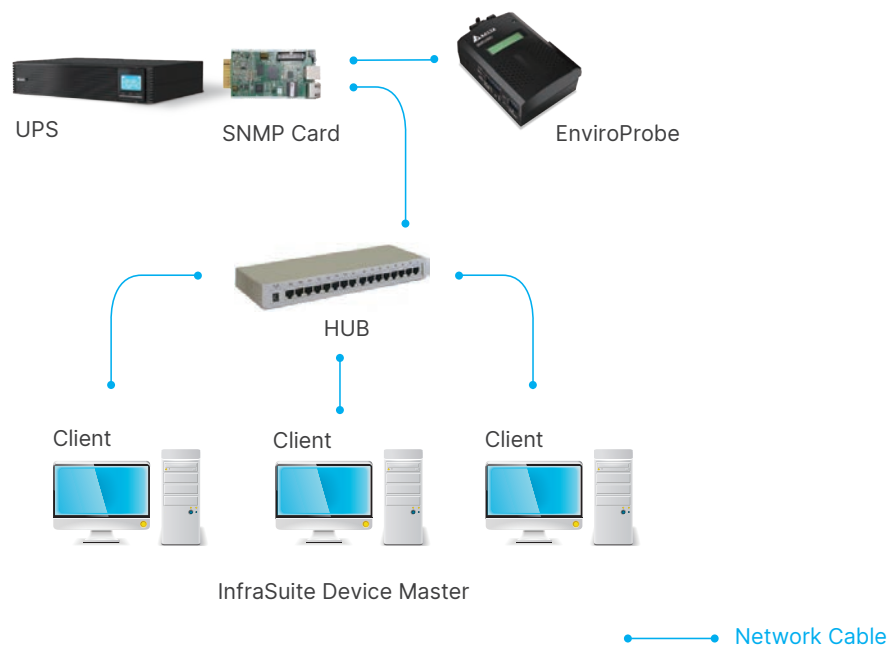 UPS
SNMP Card
EnviroProbe
HUB
Client
Client
Client
InfraSuite Device Master
Network Cable